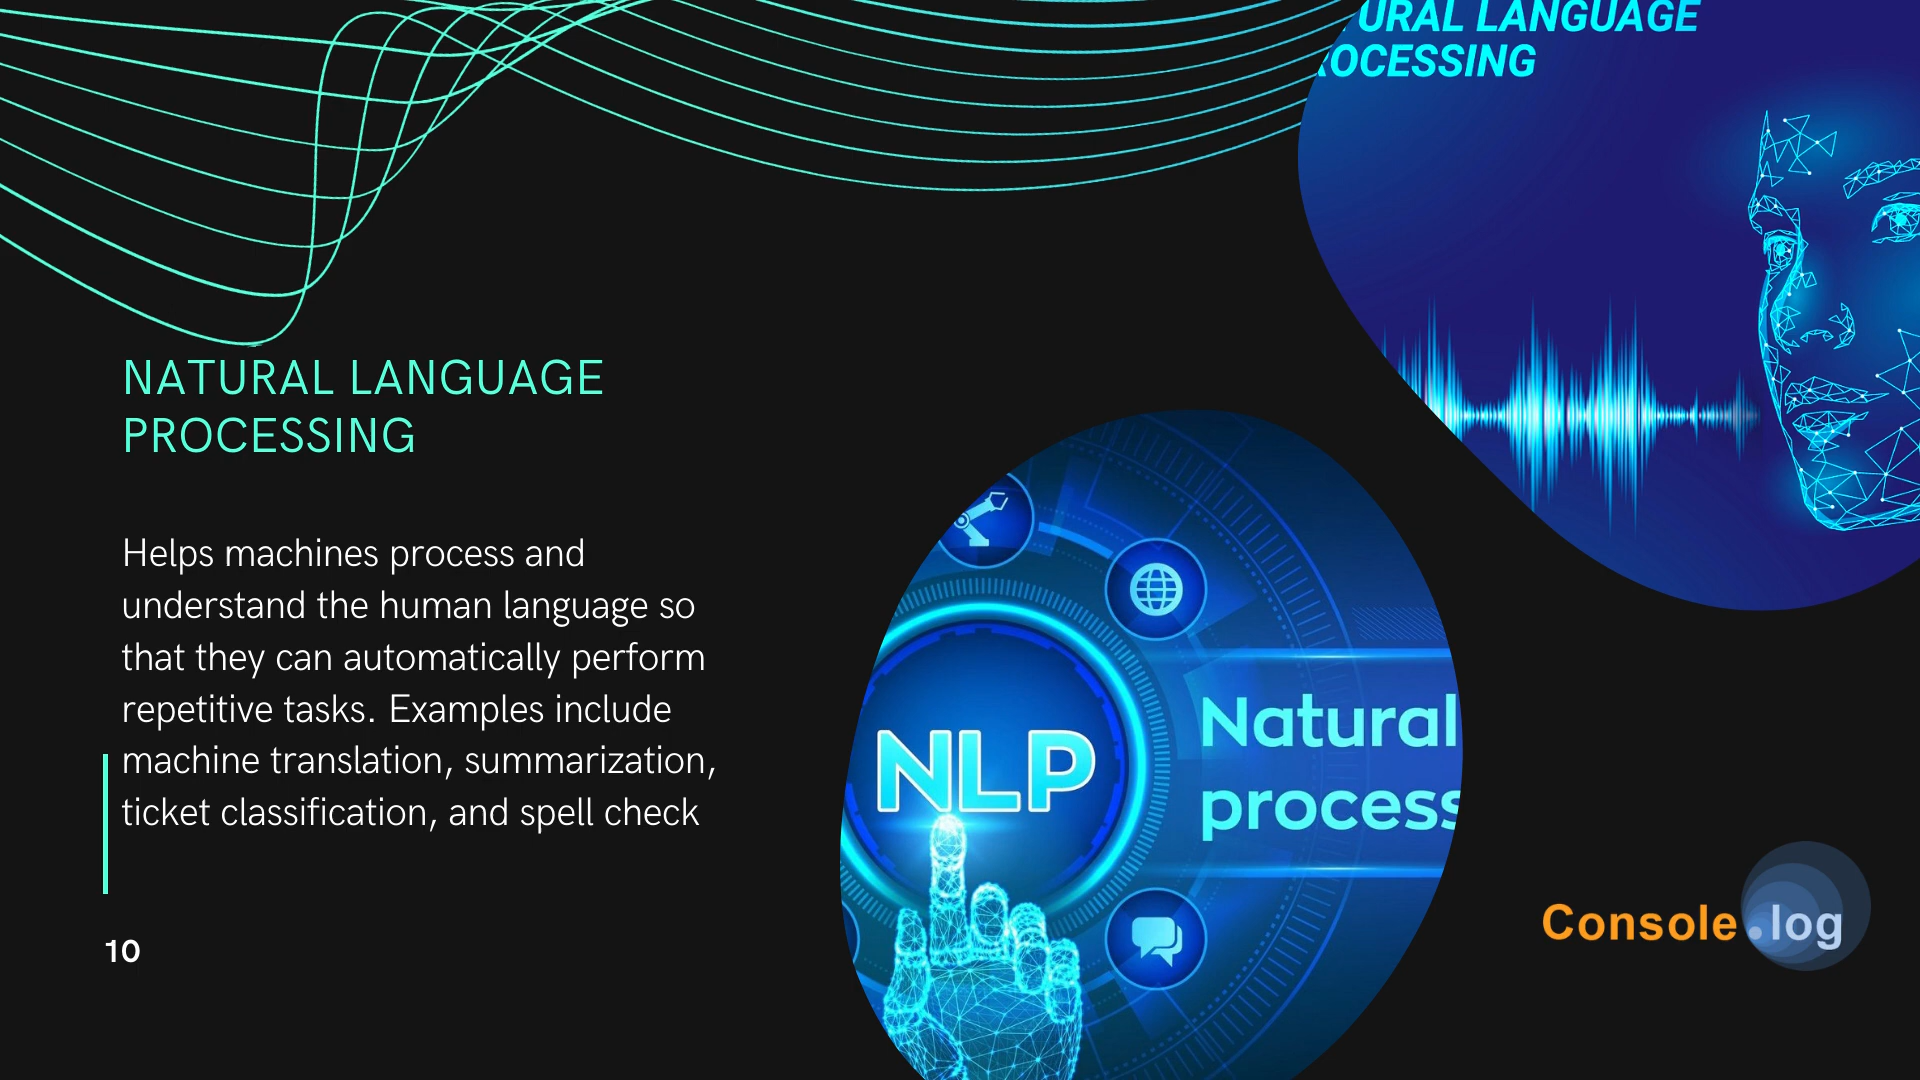 URAL LANGUAGE
ROCESSING
NATURAL LANGUAGE
PROCESSING
Helps machines process and
understand the human language so
that they can automatically perform
repetitive tasks. Examples include
machine translation, summarization,
ticket classification, and spell check
NLP
Natural
process
Console.log
10